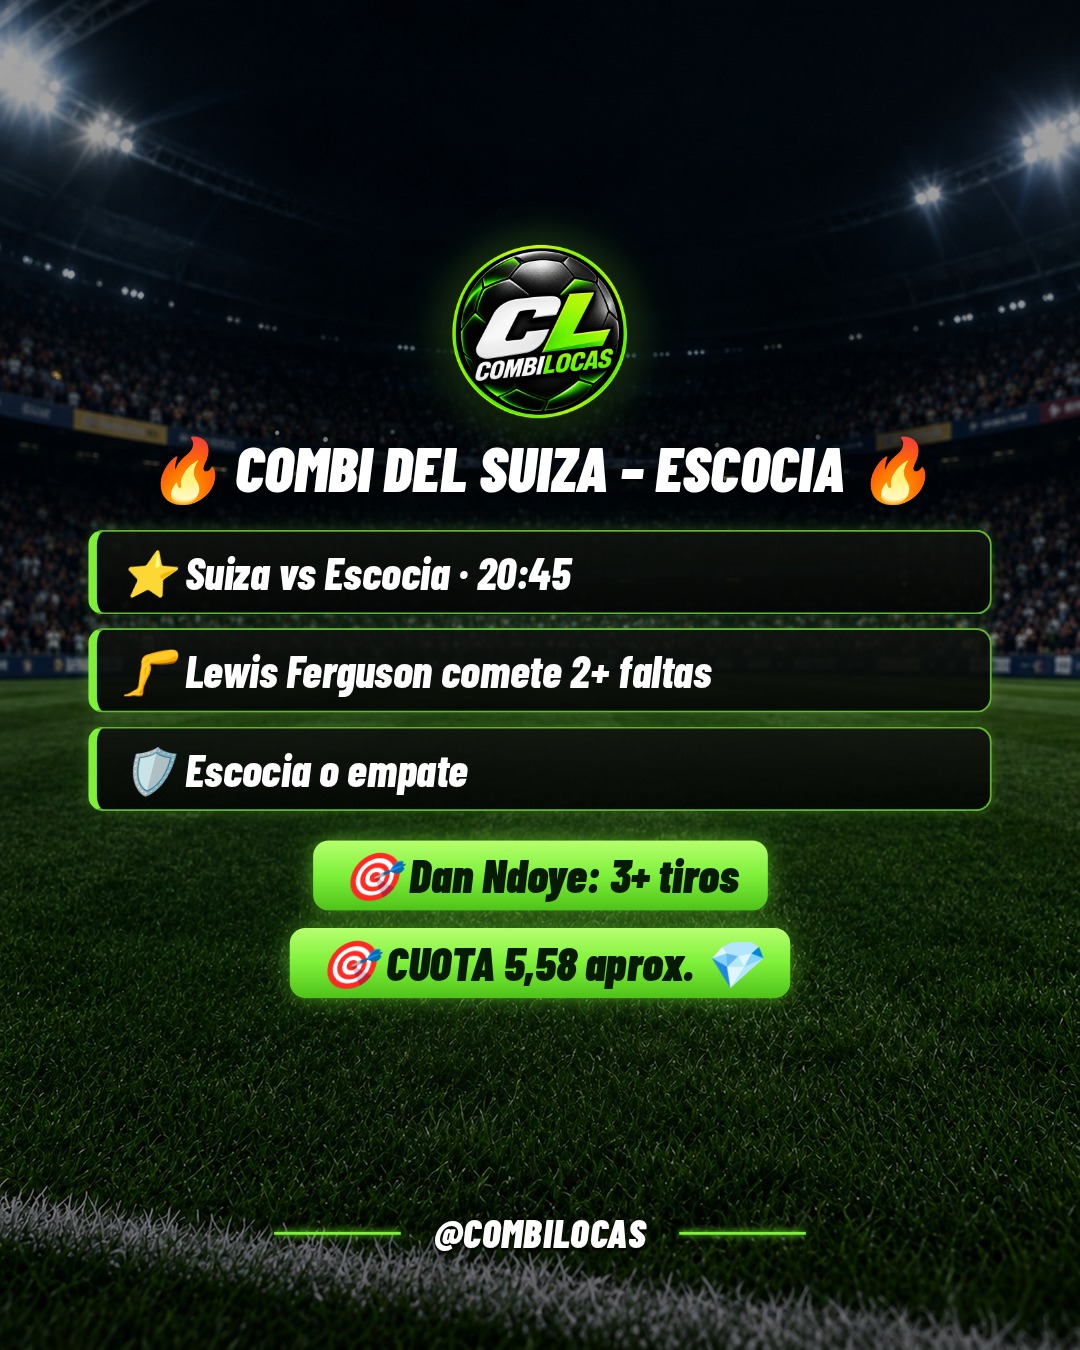 CL
COMBILOCAS
🔥 COMBI DEL SUIZA - ESCOCIA 🔥
⭐ Suiza vs Escocia · 20:45
🦵 Lewis Ferguson comete 2+ faltas
🛡️ Escocia o empate
🎯 Dan Ndoye: 3+ tiros
🎯 CUOTA 5,58 aprox. 💎
@COMBILOCAS